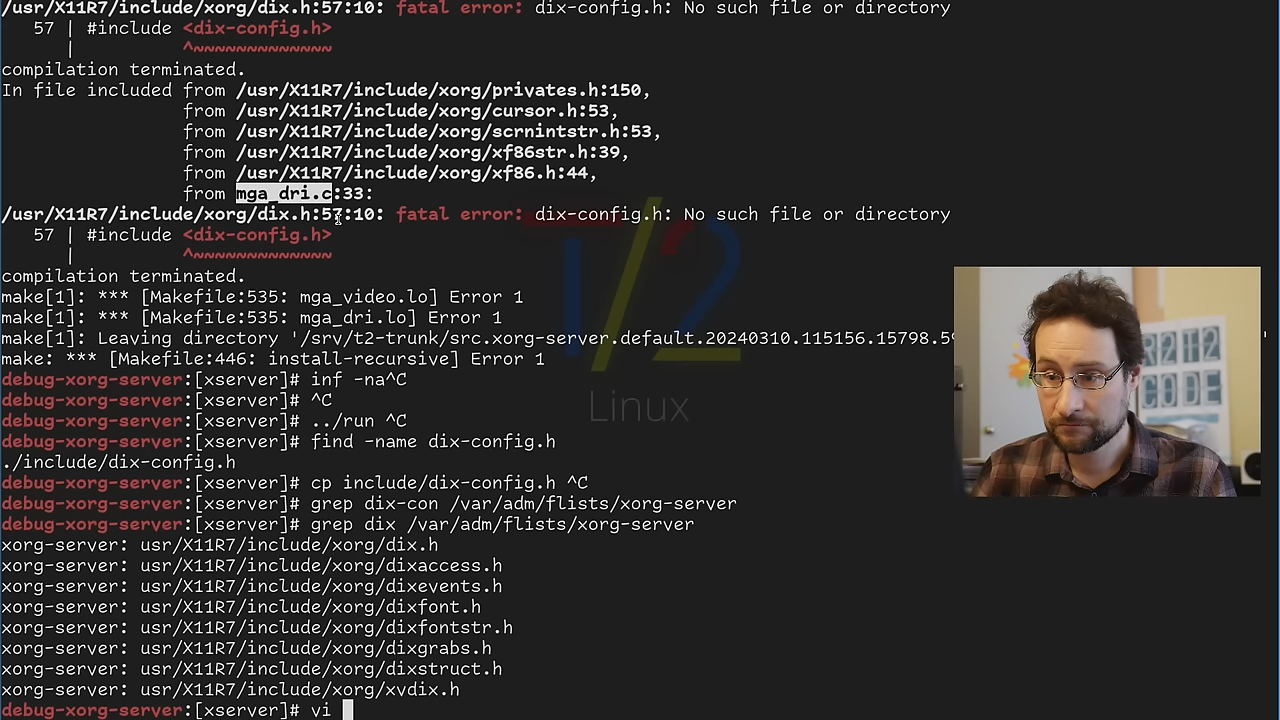 /usr/X11R7/include/xorg/dix.h:57:10: fatal error: dix-config.h: No such file or directory
   57 | #include <dix-config.h>
      |          ^~~~~~~~~~~~~~
compilation terminated.
In file included from /usr/X11R7/include/xorg/privates.h:150,
                 from /usr/X11R7/include/xorg/cursor.h:53,
                 from /usr/X11R7/include/xorg/scrnintstr.h:53,
                 from /usr/X11R7/include/xorg/xf86str.h:39,
                 from /usr/X11R7/include/xorg/xf86.h:44,
                 from mga_dri.c:33:
/usr/X11R7/include/xorg/dix.h:57:10: fatal error: dix-config.h: No such file or directory
   57 | #include <dix-config.h>
      |          ^~~~~~~~~~~~~~
compilation terminated.
make[1]: *** [Makefile:535: mga_video.lo] Error 1
make[1]: *** [Makefile:535: mga_dri.lo] Error 1
make[1]: Leaving directory '/srv/t2-trunk/src.xorg-server.default.20240310.115156.15798.59 '
make: *** [Makefile:446: install-recursive] Error 1
debug-xorg-server:[xserver]# inf -na^C
debug-xorg-server:[xserver]# ^C
debug-xorg-server:[xserver]# ../run ^C
debug-xorg-server:[xserver]# find -name dix-config.h
./include/dix-config.h
debug-xorg-server:[xserver]# cp include/dix-config.h ^C
debug-xorg-server:[xserver]# grep dix-con /var/adm/flists/xorg-server
debug-xorg-server:[xserver]# grep dix /var/adm/flists/xorg-server
xorg-server: usr/X11R7/include/xorg/dix.h
xorg-server: usr/X11R7/include/xorg/dixaccess.h
xorg-server: usr/X11R7/include/xorg/dixevents.h
xorg-server: usr/X11R7/include/xorg/dixfont.h
xorg-server: usr/X11R7/include/xorg/dixfontstr.h
xorg-server: usr/X11R7/include/xorg/dixgrabs.h
xorg-server: usr/X11R7/include/xorg/dixstruct.h
xorg-server: usr/X11R7/include/xorg/xvdix.h
debug-xorg-server:[xserver]# vi
T/2
Linux
R2T2
CODE